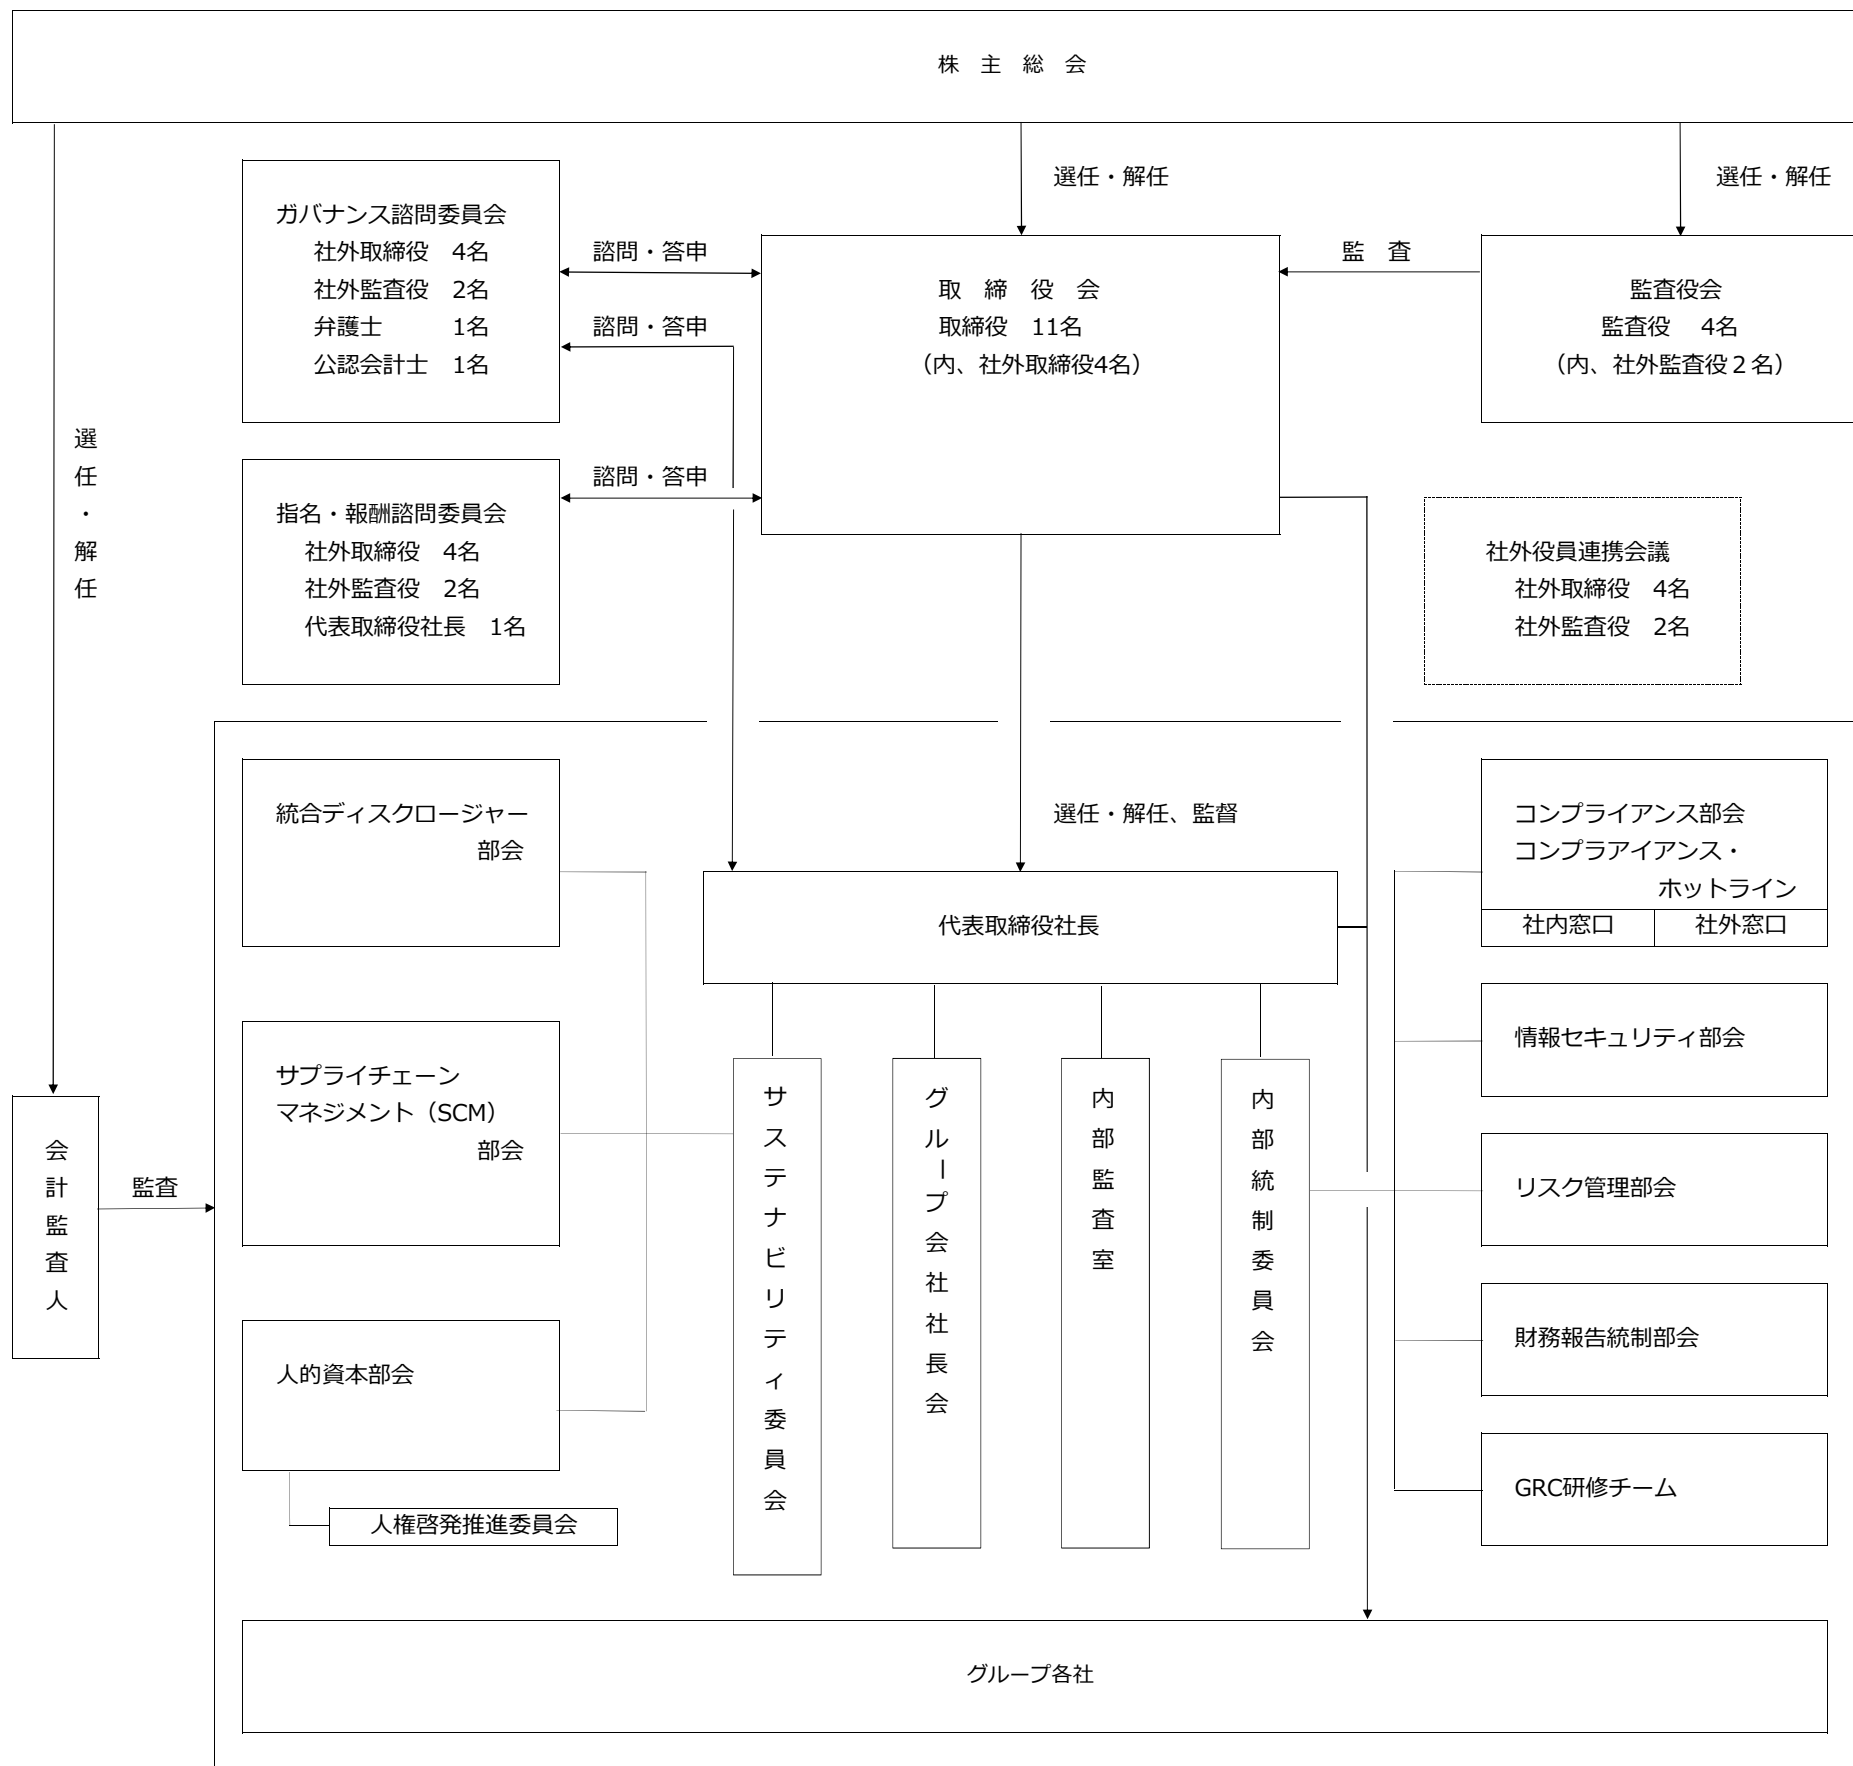 株　主　総　会
選任・解任
選任・解任
ガバナンス諮問委員会
社外取締役　4名
社外監査役　2名
弁護士　　　1名
公認会計士　1名
諮問・答申
諮問・答申
取　締　役　会
取締役　11名
（内、社外取締役4名）
監　査
監査役会
監査役　4名
（内、社外監査役２名）
選任・解任
指名・報酬諮問委員会
社外取締役　4名
社外監査役　2名
代表取締役社長　1名
諮問・答申
社外役員連携会議
社外取締役　4名
社外監査役　2名
統合ディスクロージャー
部会
選任・解任、監督
コンプライアンス部会
コンプラアイアンス・
ホットライン
社内窓口
社外窓口
代表取締役社長
情報セキュリティ部会
サプライチェーン
マネジメント（SCM）
部会
会計監査人
監査
サステナビリティ委員会
グループ会社社長会
内部監査室
内部統制委員会
リスク管理部会
人的資本部会
財務報告統制部会
人権啓発推進委員会
GRC研修チーム
グループ各社